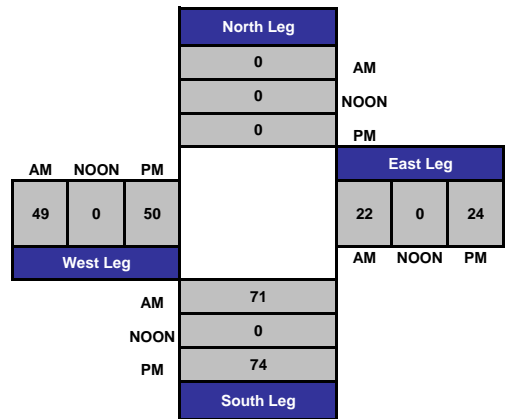 North Leg
0
AM
0
NOON
0
PM
East Leg
AM NOON PM
49 0 50
22 0 24
West Leg
AM NOON PM
AM 71
NOON 0
PM 74
South Leg